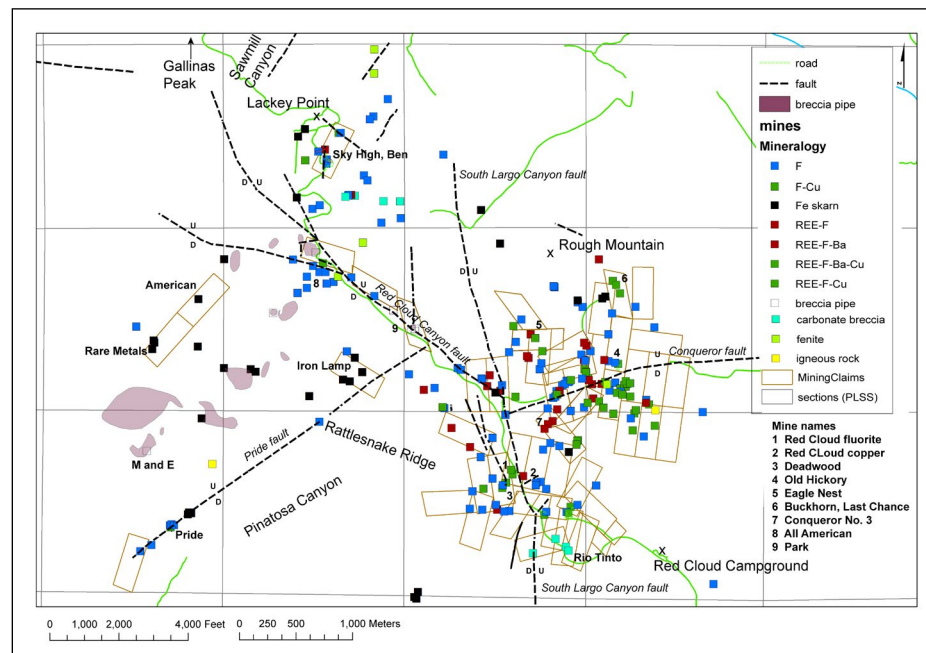 Gallinas
Peak
Sawmill
Canyon
Lackey Point
X
Sky High, Ben
South Largo Canyon fault
D U
U
D
D U
Rough Mountain
X
American
8
U
D
Red Cloud Canyon fault
9
5
6
4
U
D
Conqueror fault
Rare Metals
Iron Lamp
7
Rattlesnake Ridge
Pride fault
M and E
U
D
Pinatosa Canyon
1
2
3
Pride
Rio Tinto
X
Red Cloud Campground
D U
South Largo Canyon fault
z
road
fault
breccia pipe
mines
Mineralogy
F
F-Cu
Fe skarn
REE-F
REE-F-Ba
REE-F-Ba-Cu
REE-F-Cu
breccia pipe
carbonate breccia
fenite
igneous rock
MiningClaims
sections (PLSS)
Mine names
1 Red Cloud fluorite
2 Red CLoud copper
3 Deadwood
4 Old Hickory
5 Eagle Nest
6 Buckhorn, Last Chance
7 Conqueror No. 3
8 All American
9 Park
0 1,000 2,000 4,000 Feet
0 250 500 1,000 Meters